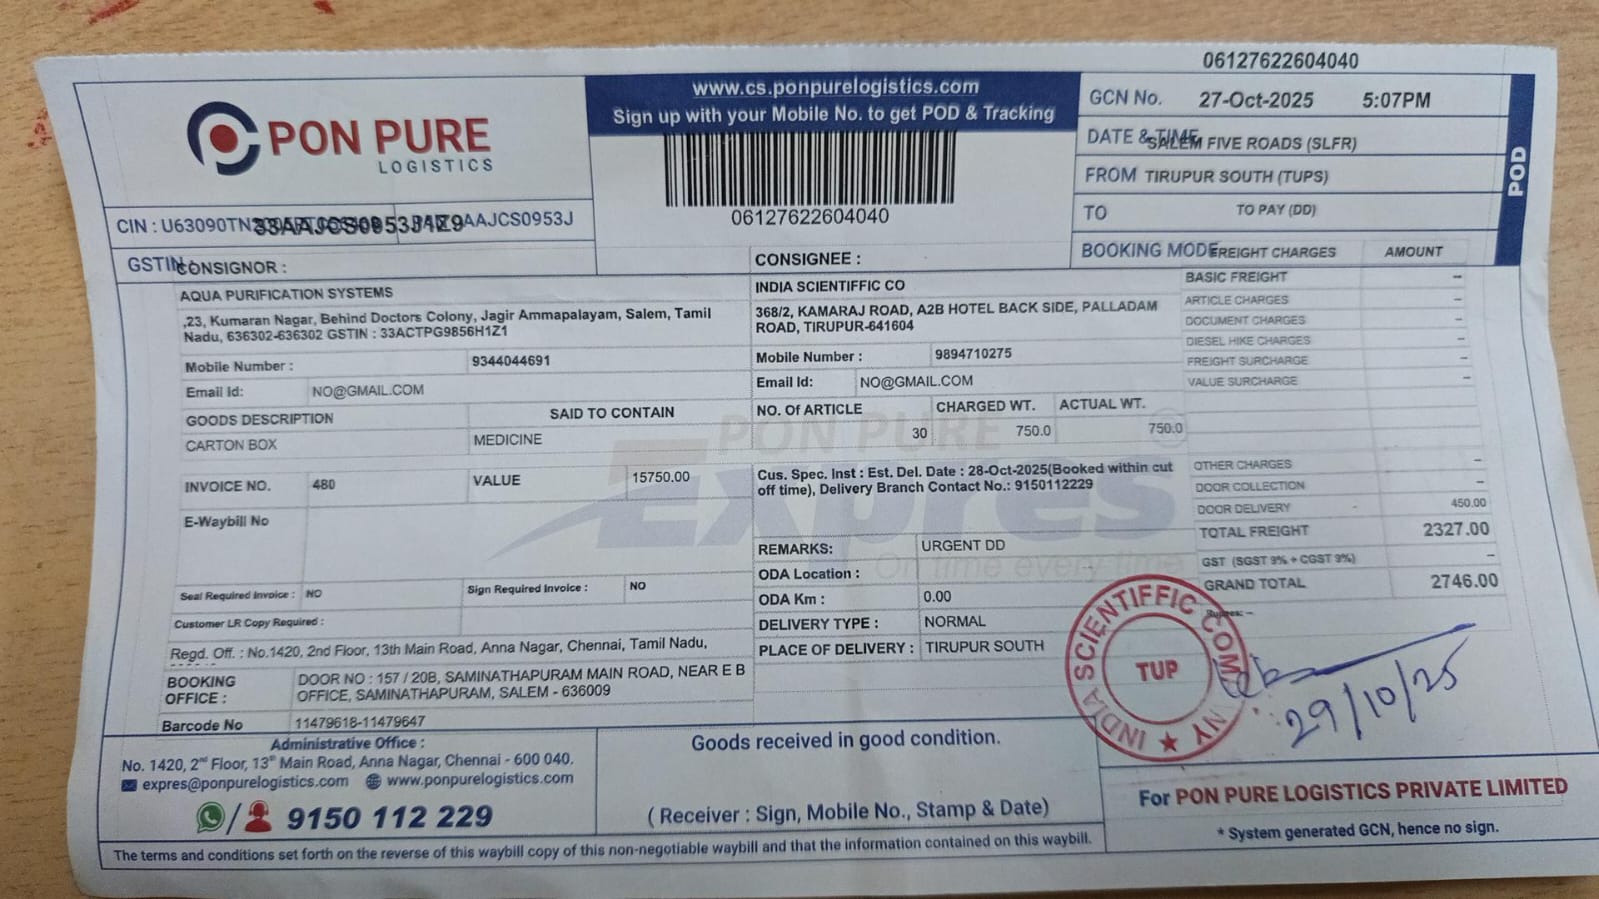 06127622604040
PON PURE
LOGISTICS
www.cs.ponpurelogistics.com
Sign up with your Mobile No. to get POD & Tracking
06127622604040
GCN No. 27-Oct-2025 5:07PM
DATE & TIME
SALEM FIVE ROADS (SLFR)
FROM TIRUPUR SOUTH (TUPS)
TO TO PAY (DD)
BOOKING MODE
POD
CIN : U63090TN
33AAJCS0953J1Z9
AAJCS0953J
GSTIN :
CONSIGNOR :
AQUA PURIFICATION SYSTEMS
,23, Kumaran Nagar, Behind Doctors Colony, Jagir Ammapalayam, Salem, Tamil
Nadu, 636302-636302 GSTIN : 33ACTPG9856H1Z1
Mobile Number : 9344044691
Email Id: NO@GMAIL.COM
GOODS DESCRIPTION SAID TO CONTAIN
CARTON BOX MEDICINE
INVOICE NO. 480 VALUE 15750.00
E-Waybill No
Seal Required Invoice : NO Sign Required Invoice : NO
Customer LR Copy Required :
Regd. Off. : No.1420, 2nd Floor, 13th Main Road, Anna Nagar, Chennai, Tamil Nadu,
BOOKING
OFFICE :
DOOR NO : 157 / 20B, SAMINATHAPURAM MAIN ROAD, NEAR E B
OFFICE, SAMINATHAPURAM, SALEM - 636009
Barcode No 11479618-11479647
CONSIGNEE :
INDIA SCIENTIFFIC CO
368/2, KAMARAJ ROAD, A2B HOTEL BACK SIDE, PALLADAM
ROAD, TIRUPUR-641604
Mobile Number : 9894710275
Email Id: NO@GMAIL.COM
NO. Of ARTICLE CHARGED WT. ACTUAL WT.
30 750.0 750.0
PON PURE
Expres
On time every time
®
Cus. Spec. Inst : Est. Del. Date : 28-Oct-2025(Booked within cut
off time), Delivery Branch Contact No.: 9150112229
REMARKS: URGENT DD
ODA Location :
ODA Km : 0.00
DELIVERY TYPE : NORMAL
PLACE OF DELIVERY : TIRUPUR SOUTH
FREIGHT CHARGES AMOUNT
BASIC FREIGHT –
ARTICLE CHARGES –
DOCUMENT CHARGES –
DIESEL HIKE CHARGES –
FREIGHT SURCHARGE –
VALUE SURCHARGE –
OTHER CHARGES –
DOOR COLLECTION –
DOOR DELIVERY 450.00
TOTAL FREIGHT 2327.00
GST (SGST 9% + CGST 9%) –
GRAND TOTAL 2746.00
Rupees: –
INDIA SCIENTIFFIC COMPANY
TUP
29/10/25
Administrative Office :
No. 1420, 2nd Floor, 13th Main Road, Anna Nagar, Chennai - 600 040.
expres@ponpurelogistics.com www.ponpurelogistics.com
/ 9150 112 229
Goods received in good condition.
( Receiver : Sign, Mobile No., Stamp & Date)
For PON PURE LOGISTICS PRIVATE LIMITED
* System generated GCN, hence no sign.
The terms and conditions set forth on the reverse of this waybill copy of this non-negotiable waybill and that the information contained on this waybill.